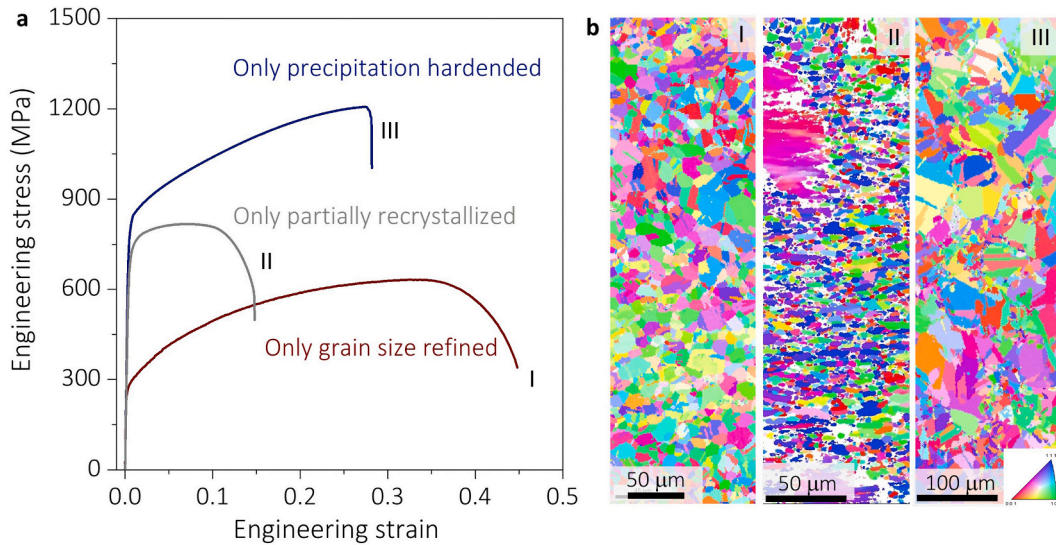 a
1500
1200
900
600
300
0
Engineering stress (MPa)
Only precipitation hardended
III
Only partially recrystallized
II
Only grain size refined
I
0.0 0.1 0.2 0.3 0.4 0.5
Engineering strain
b
I II III
50 μm 50 μm 100 μm
111
001